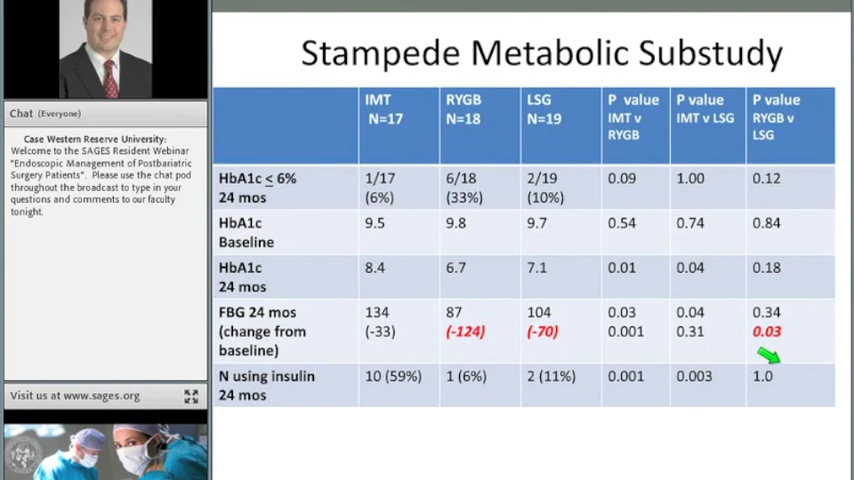 Stampede Metabolic Substudy
IMT N=17 RYGB N=18 LSG N=19 P value IMT v RYGB P value IMT v LSG P value RYGB v LSG
HbA1c ≤ 6% 24 mos 1/17 (6%) 6/18 (33%) 2/19 (10%) 0.09 1.00 0.12
HbA1c Baseline 9.5 9.8 9.7 0.54 0.74 0.84
HbA1c 24 mos 8.4 6.7 7.1 0.01 0.04 0.18
FBG 24 mos (change from baseline) 134 (-33) 87 (-124) 104 (-70) 0.03 0.001 0.04 0.31 0.34 0.03
N using insulin 24 mos 10 (59%) 1 (6%) 2 (11%) 0.001 0.003 1.0
Chat (Everyone)
Case Western Reserve University:
Welcome to the SAGES Resident Webinar
"Endoscopic Management of Postbariatric
Surgery Patients". Please use the chat pod
throughout the broadcast to type in your
questions and comments to our faculty
tonight.
Visit us at www.sages.org